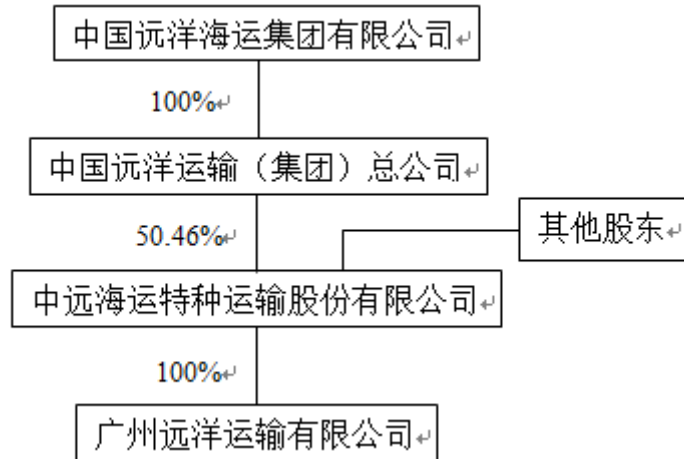 中国远洋海运集团有限公司
100%
中国远洋运输（集团）总公司
50.46%
其他股东
中远海运特种运输股份有限公司
100%
广州远洋运输有限公司